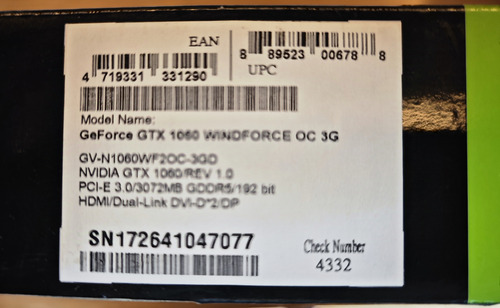 EAN
4 719331 331290
8 89523 00678 8
UPC
Model Name:
GeForce GTX 1060 WINDFORCE OC 3G
GV-N1060WF2OC-3GD
NVIDIA GTX 1060/REV 1.0
PCI-E 3.0/3072MB GDDR5/192 bit
HDMI/Dual-Link DVI-D*2/DP
SN172641047077
Check Number
4332